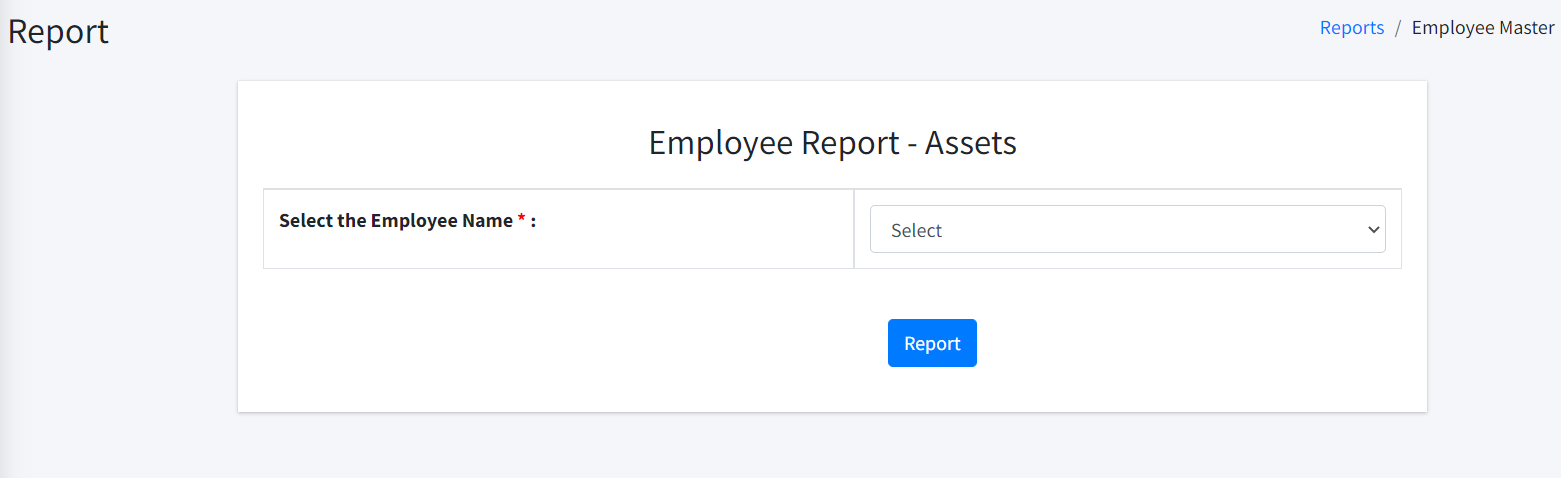 Report
Reports / Employee Master
Employee Report - Assets
Select the Employee Name * :
Select
Report